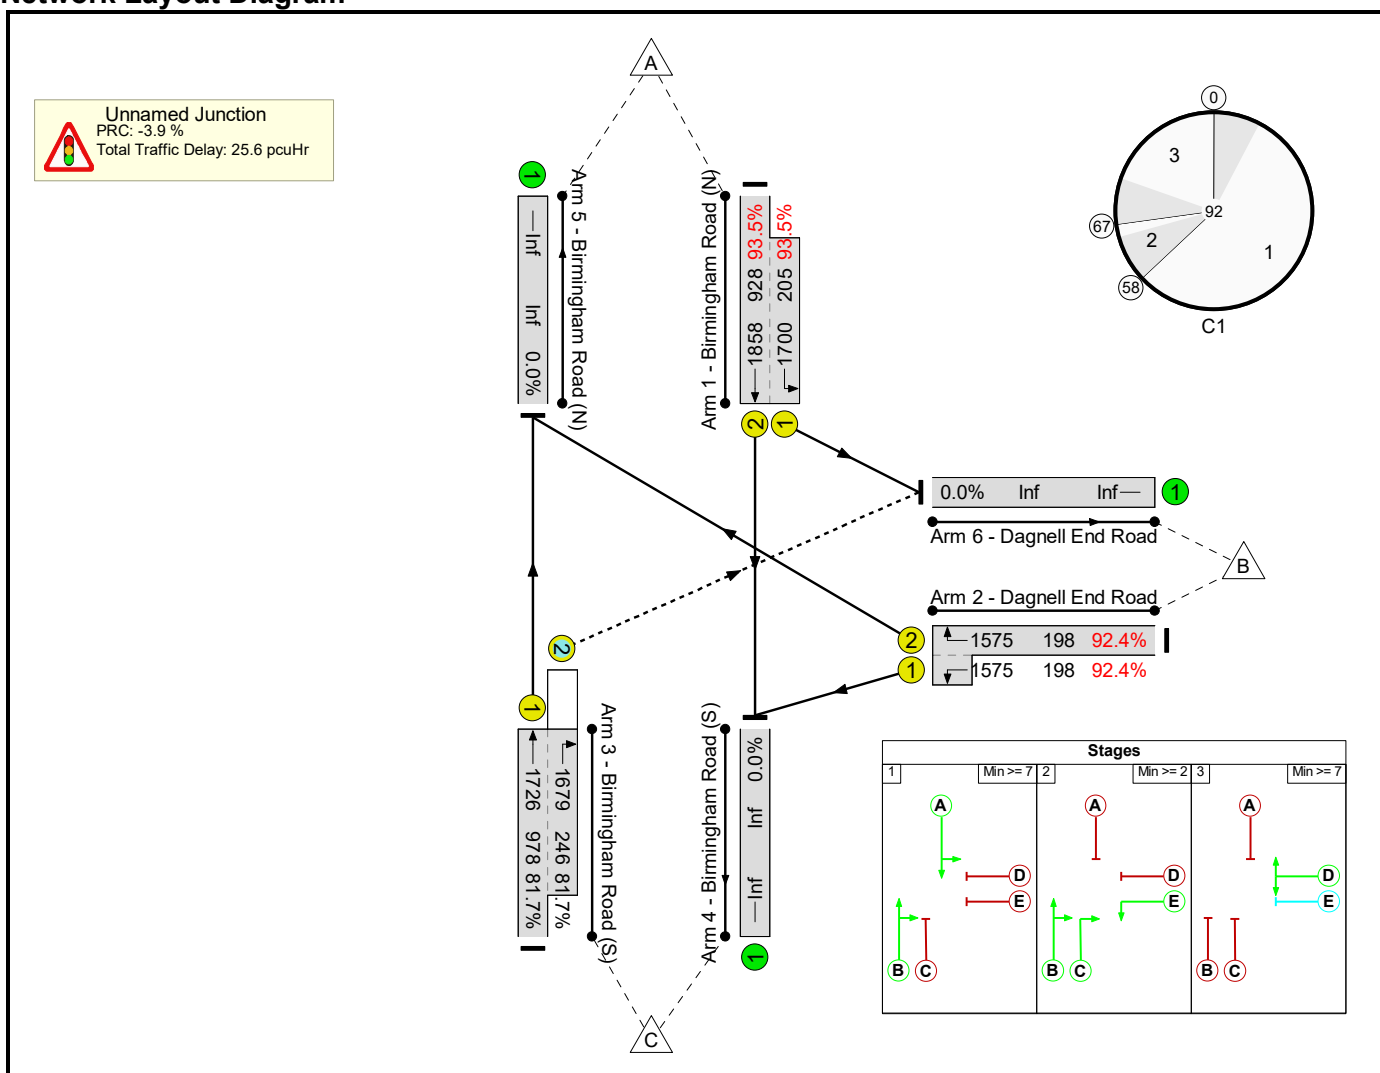 Network Layout Diagram
Unnamed Junction
PRC: -3.9 %
Total Traffic Delay: 25.6 pcuHr
A
0
3
92
67
2
1
58
C1
1
Inf
Inf
0.0%
Arm 5 - Birmingham Road (N)
Arm 1 - Birmingham Road (N)
1858 928 93.5%
1700 205 93.5%
2
1
0.0% Inf Inf
1
Arm 6 - Dagnell End Road
B
Arm 2 - Dagnell End Road
2
1575 198 92.4%
1
1575 198 92.4%
2
1
1726 978 81.7%
1679 246 81.7%
Arm 3 - Birmingham Road (S)
Arm 4 - Birmingham Road (S)
Inf Inf 0.0%
1
C
Stages
1 Min >= 7
2 Min >= 2
3 Min >= 7
A
D
E
B
C
A
D
E
B
C
A
D
E
B
C